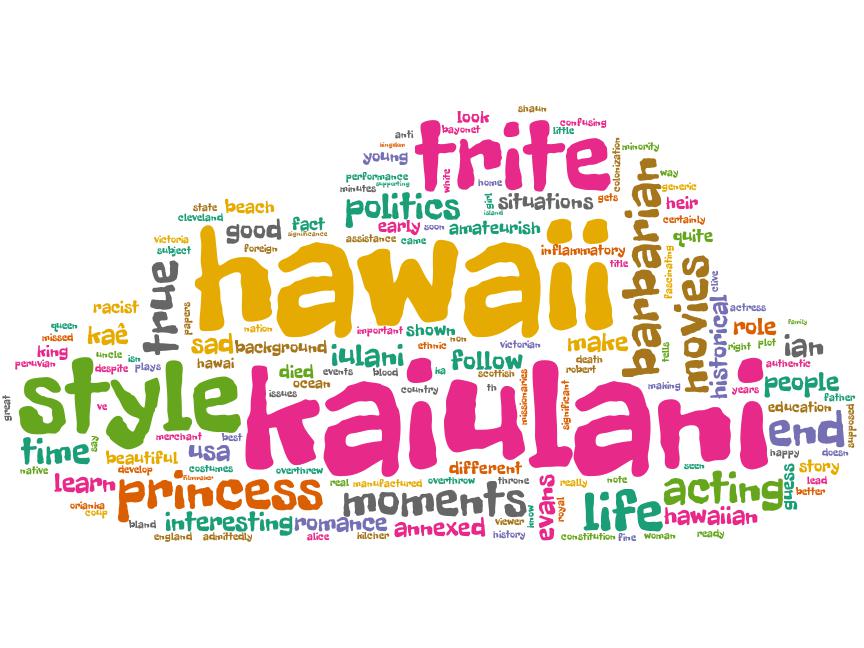 shaun
look
confusing
anti
bayonet
little
trite
kingdom
young
colonization
minority
performance
supporting
white
way
minutes
home
generic
girl
gets
state
beach
politics
situations
heir
cleveland
island
certainly
good
fact
early
soon
amateurish
significance
barbarian
quite
victoria
foreign
assistance
came
inflammatory
subject
hawaii
title
fascinating
true
movies
clive
racist
papers
historical
actress
queen
nation
important
shown
non
role
family
missed
kaê
sad
background
ethnic
victorian
make
tells
right
plot
ian
king
uncle
isn
iulani
follow
death
peruvian
despite
plays
hawai
died
events
blood
ka
scottish
robert
authentic
ocean
making
people
style
issues
kaiulani
country
th
missionaries
significant
years
father
great
ve
education
supposed
merchant
best
end
time
say
usa
happy
doesn
beautiful
native
develop
costumes
overthrew
different
seen
guess
story
filmmaker
learn
princess
real
manufactured
overthrow
throne
evans
really
note
acting
lead
better
orianka
moments
royal
life
coup
bland
interesting
romance
annexed
viewer
know
hawaiian
england
admittedly
alice
kilcher
history
constitution
fine
woman
ready